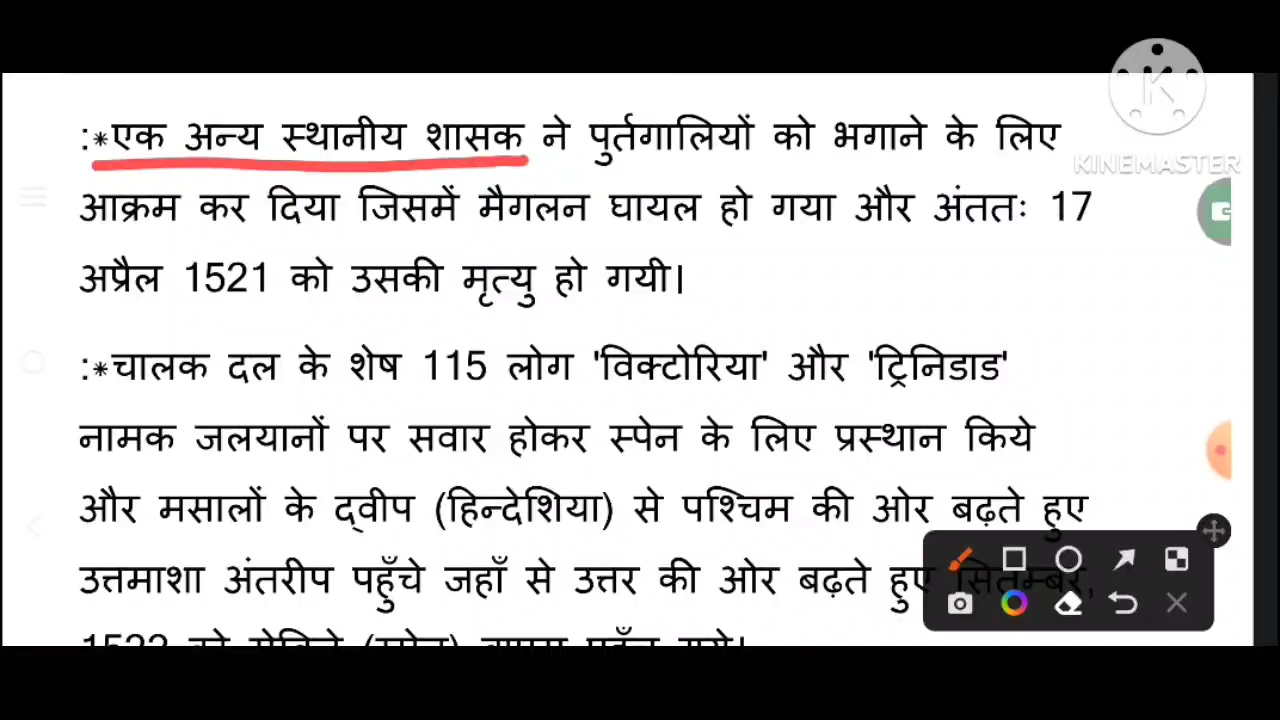 :*एक अन्य स्थानीय शासक ने पुर्तगालियों को भगाने के लिए
KINEMASTER
आक्रम कर दिया जिसमें मैगलन घायल हो गया और अंततः 17
अप्रैल 1521 को उसकी मृत्यु हो गयी।
:*चालक दल के शेष 115 लोग 'विक्टोरिया' और 'ट्रिनिडाड'
नामक जलयानों पर सवार होकर स्पेन के लिए प्रस्थान किये
और मसालों के द्वीप (हिन्देशिया) से पश्चिम की ओर बढ़ते हुए
उत्तमाशा अंतरीप पहुँचे जहाँ से उत्तर की ओर बढ़ते हुए सितम्बर,